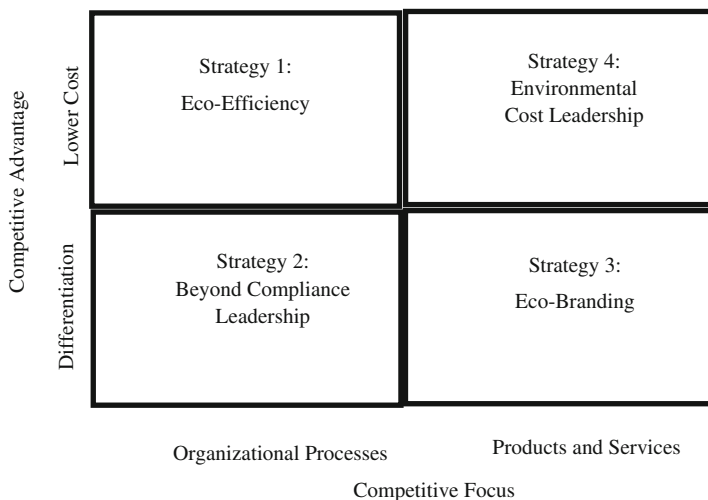 Competitive Advantage
Lower Cost
Strategy 1:
Eco-Efficiency
Strategy 4:
Environmental
Cost Leadership
Differentiation
Strategy 2:
Beyond Compliance
Leadership
Strategy 3:
Eco-Branding
Organizational Processes
Products and Services
Competitive Focus